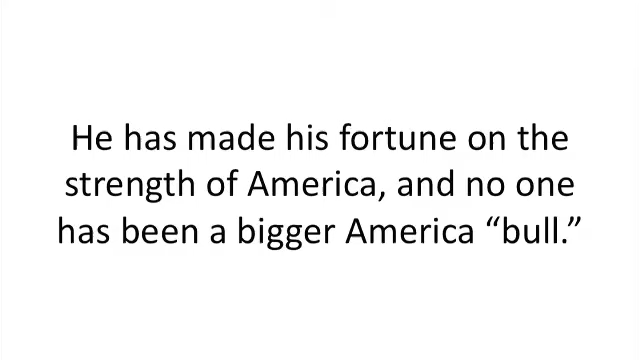 He has made his fortune on the
strength of America, and no one
has been a bigger America “bull.”